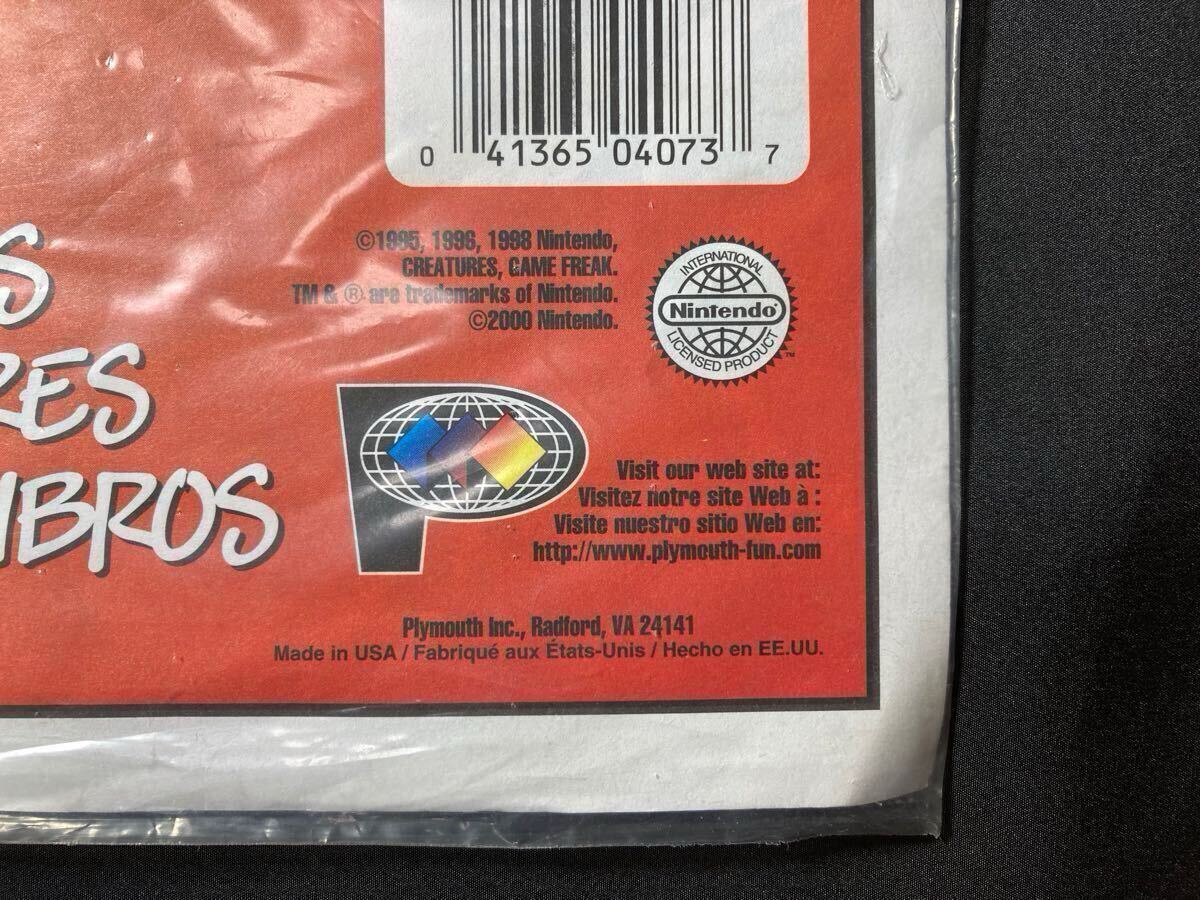 0 41365 04073 7
©1995, 1996, 1998 Nintendo,
CREATURES, GAME FREAK.
TM & ® are trademarks of Nintendo.
©2000 Nintendo.
INTERNATIONAL
Nintendo®
LICENSED PRODUCT
™
S
RES
MBROS
Visit our web site at:
Visitez notre site Web à :
Visite nuestro sitio Web en:
http://www.plymouth-fun.com
Plymouth Inc., Radford, VA 24141
Made in USA / Fabriqué aux États-Unis / Hecho en EE.UU.